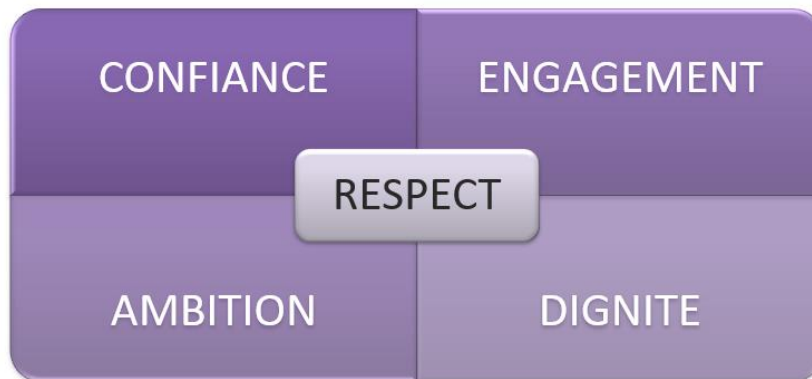 CONFIANCE
ENGAGEMENT
RESPECT
AMBITION
DIGNITE